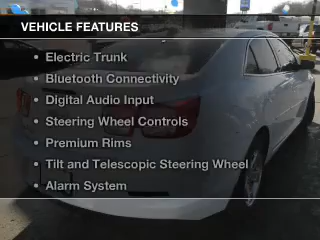 VEHICLE FEATURES
• Electric Trunk
• Bluetooth Connectivity
• Digital Audio Input
• Steering Wheel Controls
• Premium Rims
• Tilt and Telescopic Steering Wheel
• Alarm System